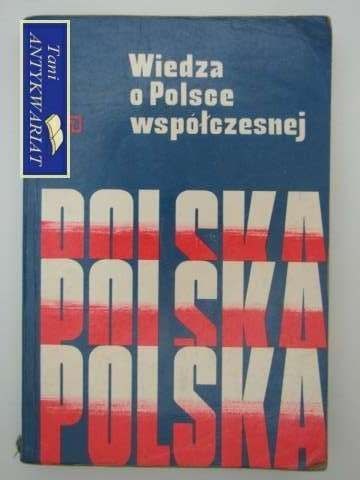 Tani
ANTYKWARIAT
Wiedza
o Polsce
współczesnej
POLSKA
POLSKA
POLSKA